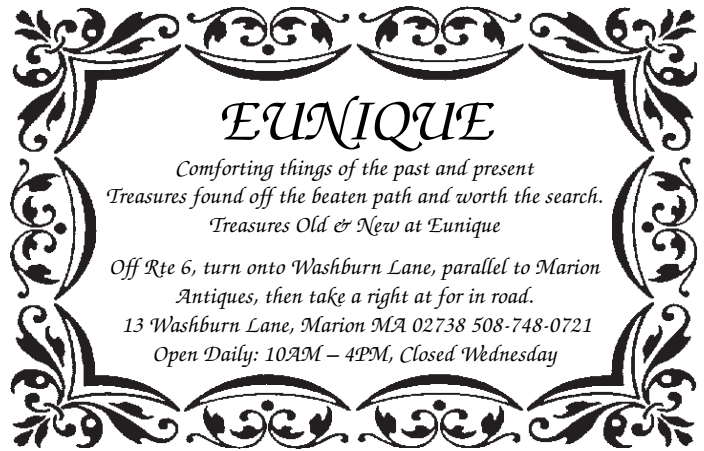 EUNIQUE
Comforting things of the past and present
Treasures found off the beaten path and worth the search.
Treasures Old & New at Eunique
Off Rte 6, turn onto Washburn Lane, parallel to Marion
Antiques, then take a right at for in road.
13 Washburn Lane, Marion MA 02738 508-748-0721
Open Daily: 10AM – 4PM, Closed Wednesday